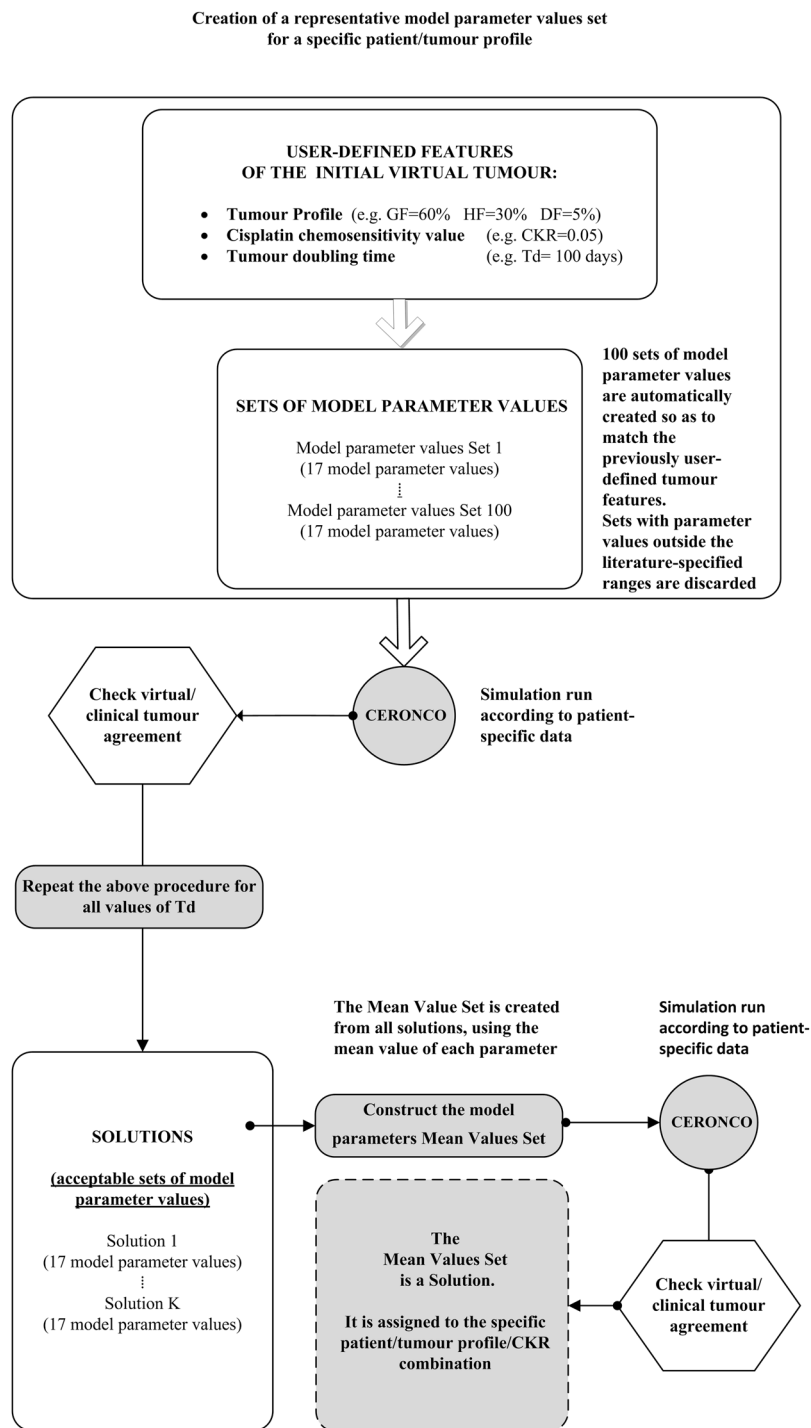 Creation of a representative model parameter values set
for a specific patient/tumour profile
USER-DEFINED FEATURES
OF THE INITIAL VIRTUAL TUMOUR:
• Tumour Profile (e.g. GF=60% HF=30% DF=5%)
• Cisplatin chemosensitivity value (e.g. CKR=0.05)
• Tumour doubling time (e.g. Td= 100 days)
SETS OF MODEL PARAMETER VALUES
Model parameter values Set 1
(17 model parameter values)
Model parameter values Set 100
(17 model parameter values)
100 sets of model
parameter values
are automatically
created so as to
match the
previously user-
defined tumour
features.
Sets with parameter
values outside the
literature-specified
ranges are discarded
Check virtual/
clinical tumour
agreement
CERONCO
Simulation run
according to patient-
specific data
Repeat the above procedure for
all values of Td
The Mean Value Set is created
from all solutions, using the
mean value of each parameter
Simulation run
according to patient-
specific data
SOLUTIONS
(acceptable sets of model
parameter values)
Solution 1
(17 model parameter values)
Solution K
(17 model parameter values)
Construct the model
parameters Mean Values Set
CERONCO
The
Mean Values Set
is a Solution.
It is assigned to the specific
patient/tumour profile/CKR
combination
Check virtual/
clinical tumour
agreement